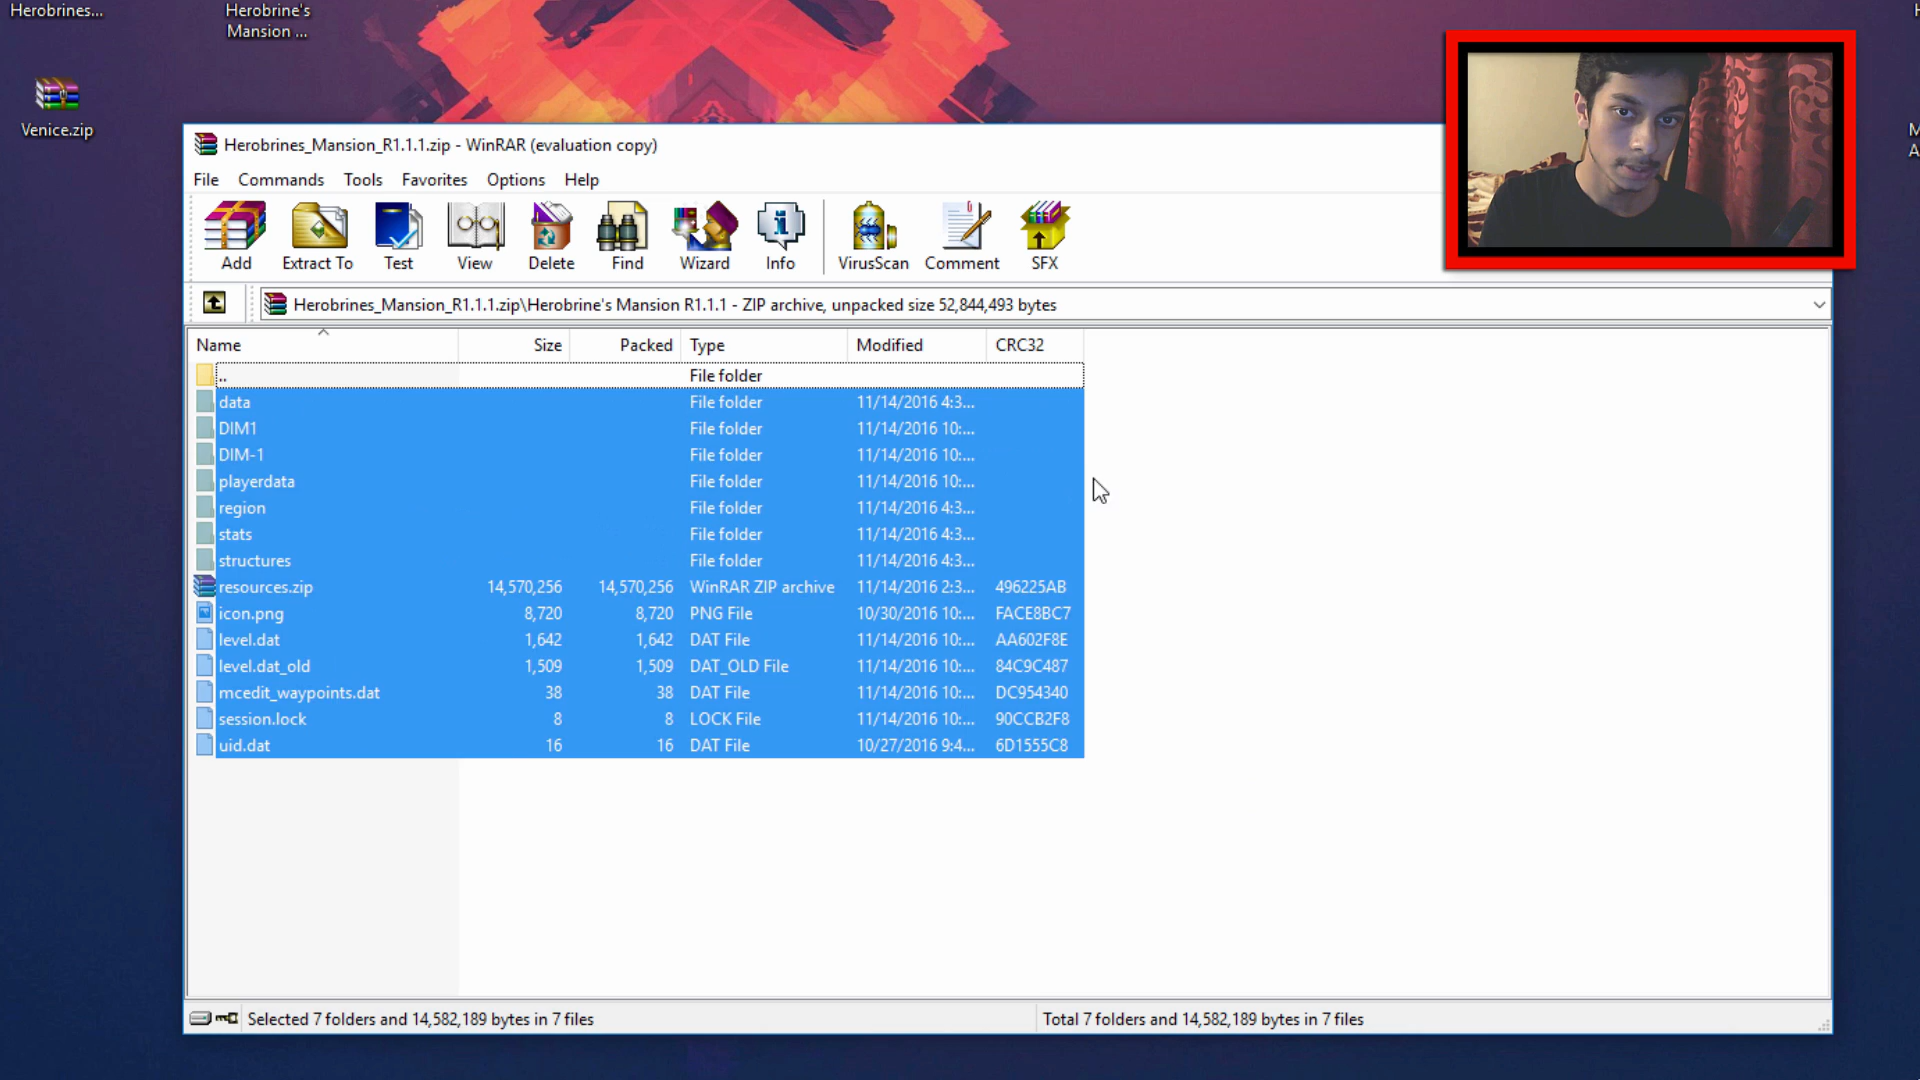 Herobrines...
Herobrine's
Mansion ...
Venice.zip
Herobrines_Mansion_R1.1.1.zip - WinRAR (evaluation copy)
File Commands Tools Favorites Options Help
Add Extract To Test View Delete Find Wizard Info VirusScan Comment SFX
Herobrines_Mansion_R1.1.1.zip\Herobrine's Mansion R1.1.1 - ZIP archive, unpacked size 52,844,493 bytes
Name Size Packed Type Modified CRC32
.. File folder
data File folder 11/14/2016 4:3...
DIM1 File folder 11/14/2016 10:...
DIM-1 File folder 11/14/2016 10:...
playerdata File folder 11/14/2016 10:...
region File folder 11/14/2016 4:3...
stats File folder 11/14/2016 4:3...
structures File folder 11/14/2016 4:3...
resources.zip 14,570,256 14,570,256 WinRAR ZIP archive 11/14/2016 2:3... 496225AB
icon.png 8,720 8,720 PNG File 10/30/2016 10:... FACE8BC7
level.dat 1,642 1,642 DAT File 11/14/2016 10:... AA602F8E
level.dat_old 1,509 1,509 DAT_OLD File 11/14/2016 10:... 84C9C487
mcedit_waypoints.dat 38 38 DAT File 11/14/2016 10:... DC954340
session.lock 8 8 LOCK File 11/14/2016 10:... 90CCB2F8
uid.dat 16 16 DAT File 10/27/2016 9:4... 6D1555C8
Selected 7 folders and 14,582,189 bytes in 7 files
Total 7 folders and 14,582,189 bytes in 7 files